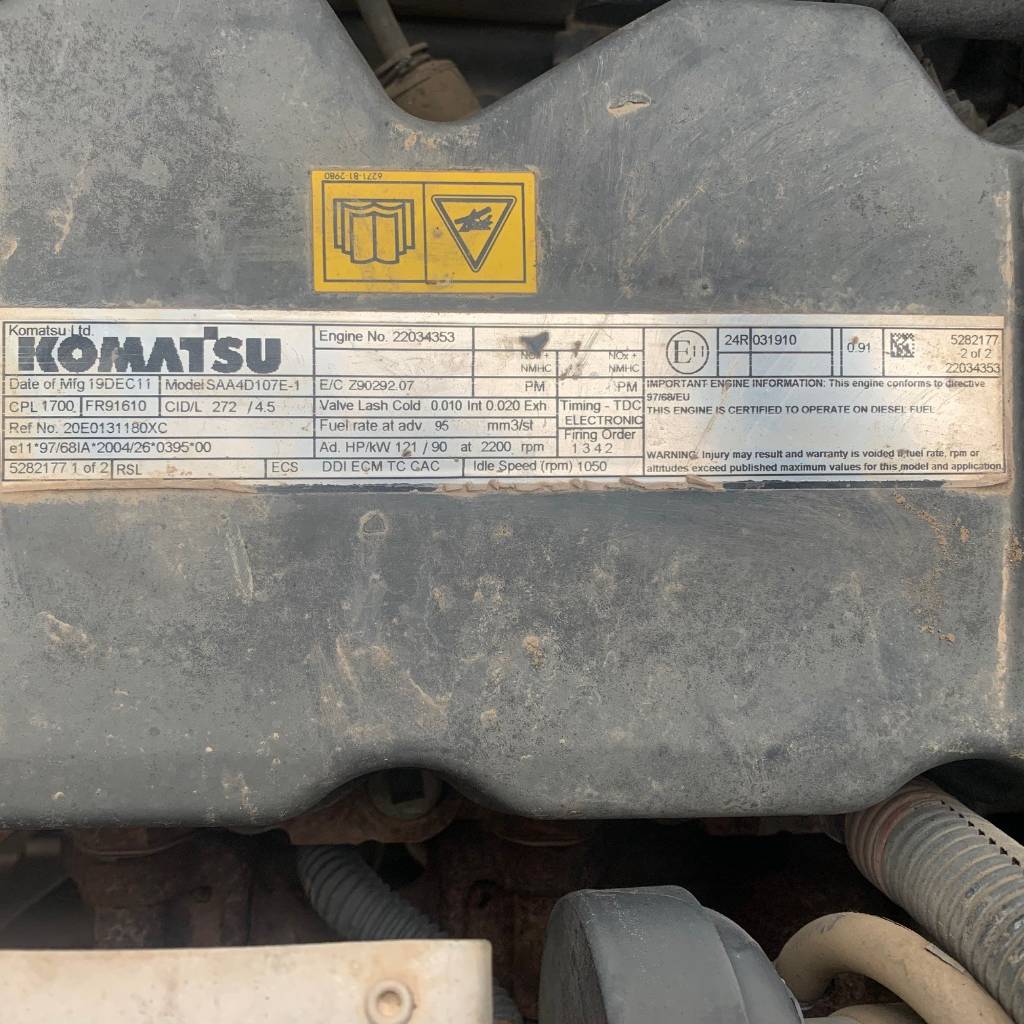 6271-81-2980
Komatsu Ltd.
KOMATSU
Date of Mfg 19DEC11 Model SAA4D107E-1
CPL 1700 FR91610 CID/L 272 / 4.5
Ref No. 20E0131180XC
e11*97/68IA*2004/26*0395*00
5282177 1 of 2 RSL ECS DDI ECM TC CAC Idle Speed (rpm) 1050
Engine No. 22034353
E/C Z90292.07
Valve Lash Cold 0.010 Int 0.020 Exh
Fuel rate at adv. 95 mm3/st
Ad. HP/kW 121 / 90 at 2200 rpm
NOx + NOx +
NMHC NMHC
PM PM
Timing - TDC
ELECTRONIC
Firing Order
1 3 4 2
E11
24R 031910
0.91
5282177
2 of 2
22034353
IMPORTANT ENGINE INFORMATION: This engine conforms to directive
97/68/EU
THIS ENGINE IS CERTIFIED TO OPERATE ON DIESEL FUEL
WARNING: Injury may result and warranty is voided if fuel rate, rpm or
altitudes exceed published maximum values for this model and application.